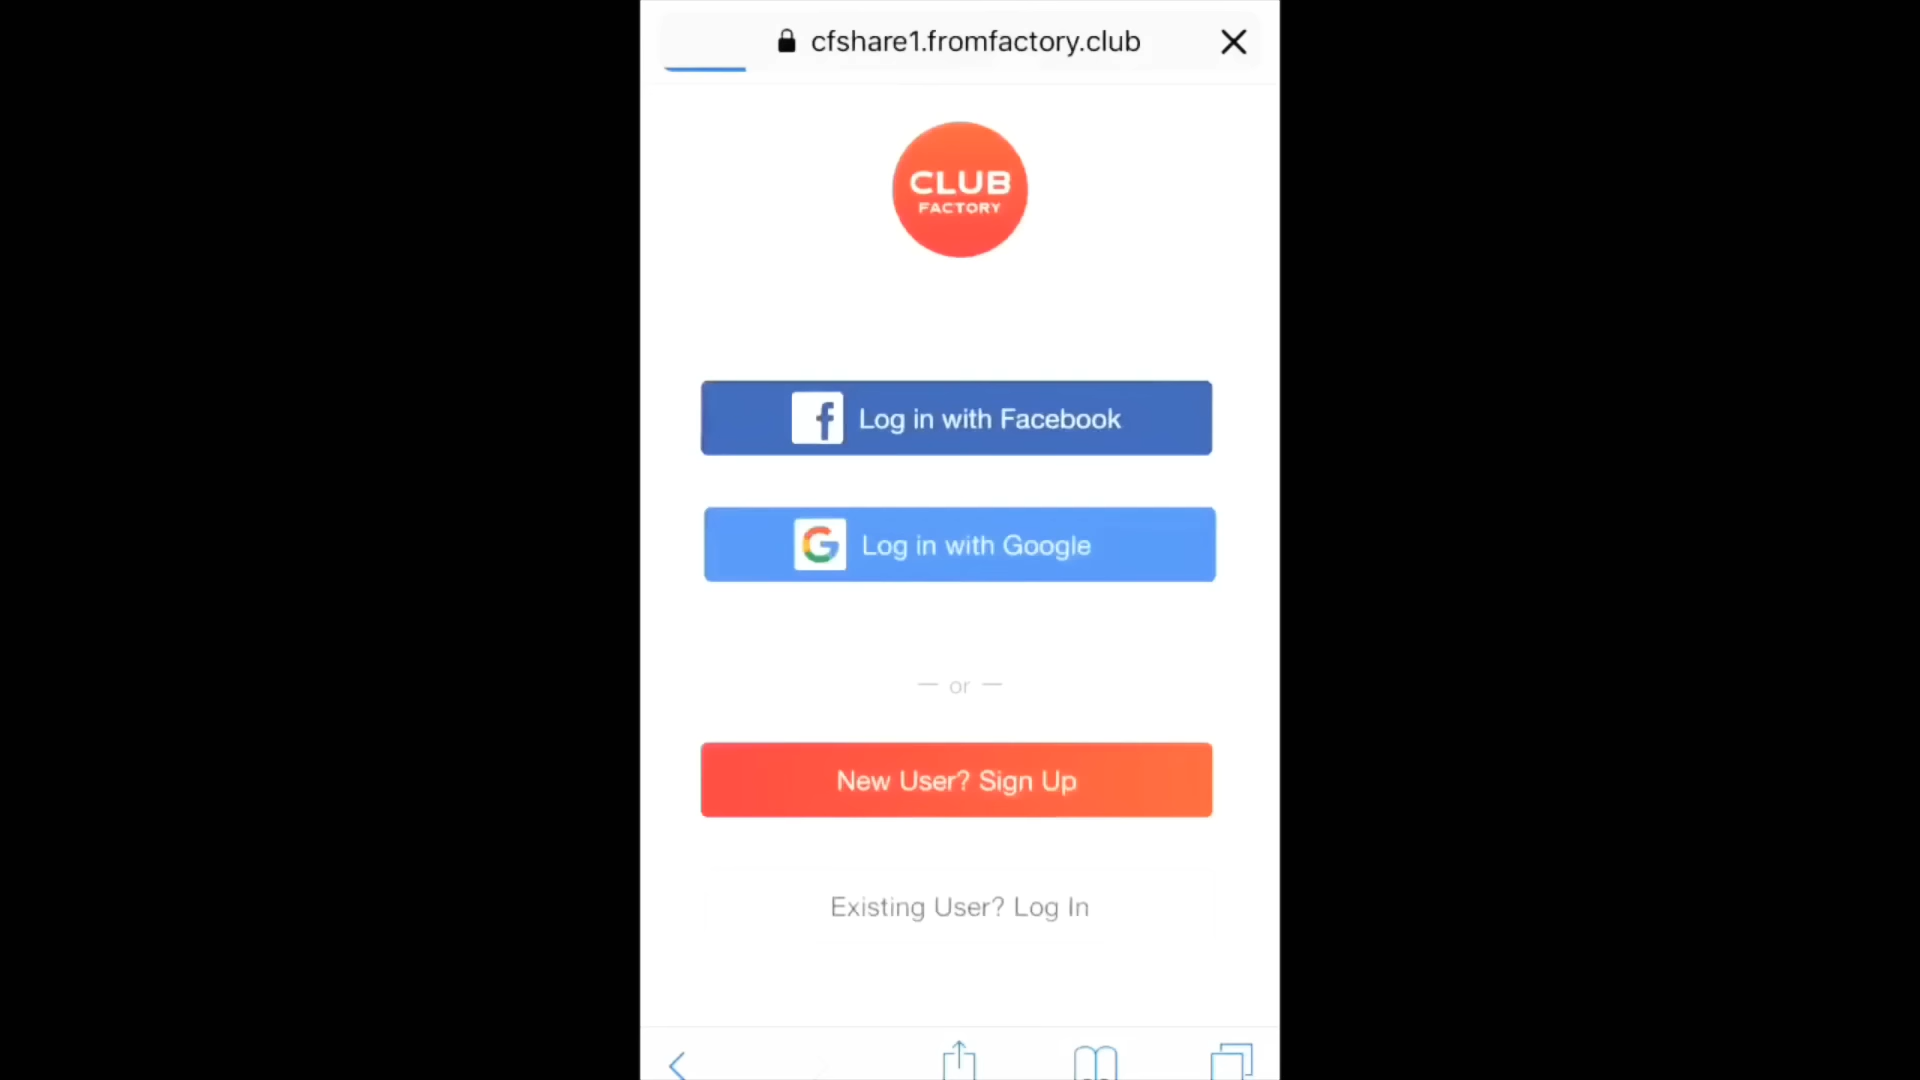 cfshare1.fromfactory.club
CLUB
FACTORY
Log in with Facebook
Log in with Google
or
New User? Sign Up
Existing User? Log In